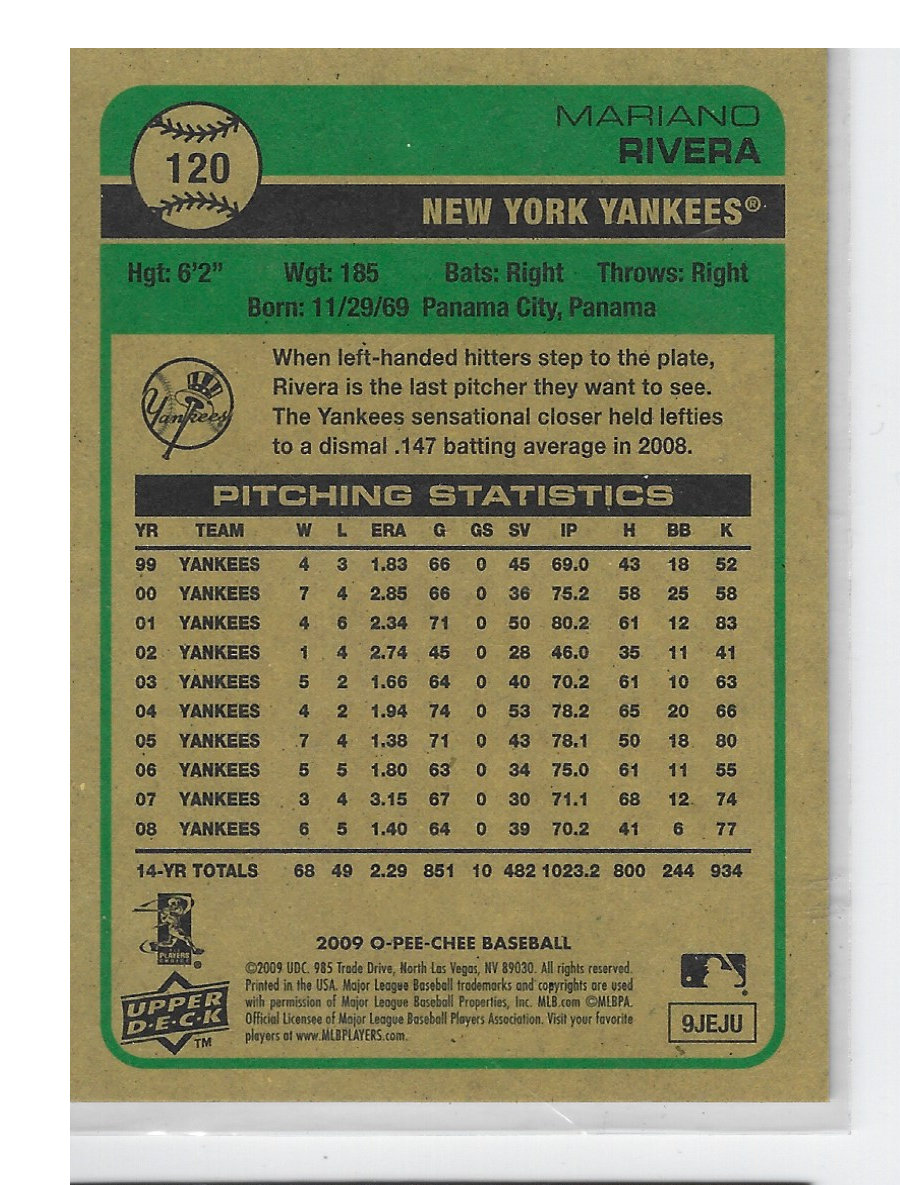 120
MARIANO
RIVERA
NEW YORK YANKEES®
Hgt: 6'2" Wgt: 185 Bats: Right Throws: Right
Born: 11/29/69 Panama City, Panama
Yankees
When left-handed hitters step to the plate,
Rivera is the last pitcher they want to see.
The Yankees sensational closer held lefties
to a dismal .147 batting average in 2008.
PITCHING STATISTICS
YR TEAM W L ERA G GS SV IP H BB K
99 YANKEES 4 3 1.83 66 0 45 69.0 43 18 52
00 YANKEES 7 4 2.85 66 0 36 75.2 58 25 58
01 YANKEES 4 6 2.34 71 0 50 80.2 61 12 83
02 YANKEES 1 4 2.74 45 0 28 46.0 35 11 41
03 YANKEES 5 2 1.66 64 0 40 70.2 61 10 63
04 YANKEES 4 2 1.94 74 0 53 78.2 65 20 66
05 YANKEES 7 4 1.38 71 0 43 78.1 50 18 80
06 YANKEES 5 5 1.80 63 0 34 75.0 61 11 55
07 YANKEES 3 4 3.15 67 0 30 71.1 68 12 74
08 YANKEES 6 5 1.40 64 0 39 70.2 41 6 77
14-YR TOTALS 68 49 2.29 851 10 482 1023.2 800 244 934
PLAYERS
CHOICE
®
2009 O-PEE-CHEE BASEBALL
©2009 UDC. 985 Trade Drive, North Las Vegas, NV 89030. All rights reserved.
Printed in the USA. Major League Baseball trademarks and copyrights are used
with permission of Major League Baseball Properties, Inc. MLB.com ©MLBPA.
Official Licensee of Major League Baseball Players Association. Visit your favorite
players at www.MLBPLAYERS.com.
UPPER
D·E·C·K
TM
9JEJU